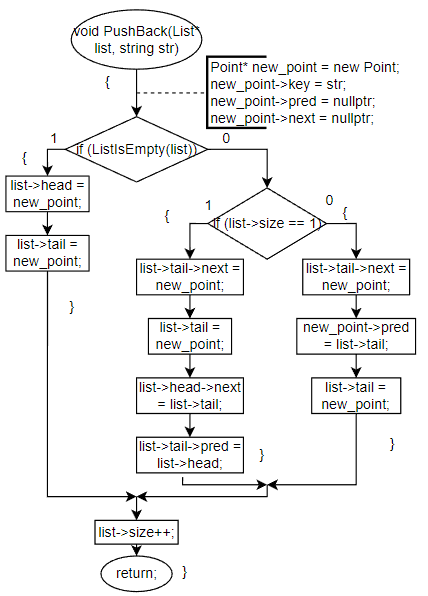 void PushBack(List*
list, string str)
{
Point* new_point = new Point;
new_point->key = str;
new_point->pred = nullptr;
new_point->next = nullptr;
1
if (ListIsEmpty(list))
0
{
list->head =
new_point;
list->tail =
new_point;
}
1
if (list->size == 1)
0
{
list->tail->next =
new_point;
list->tail =
new_point;
list->head->next
= list->tail;
list->tail->pred =
list->head;
}
{
list->tail->next =
new_point;
new_point->pred
= list->tail;
list->tail =
new_point;
}
list->size++;
return;
}